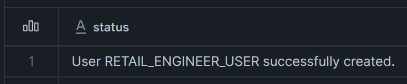 A status
1 User RETAIL_ENGINEER_USER successfully created.